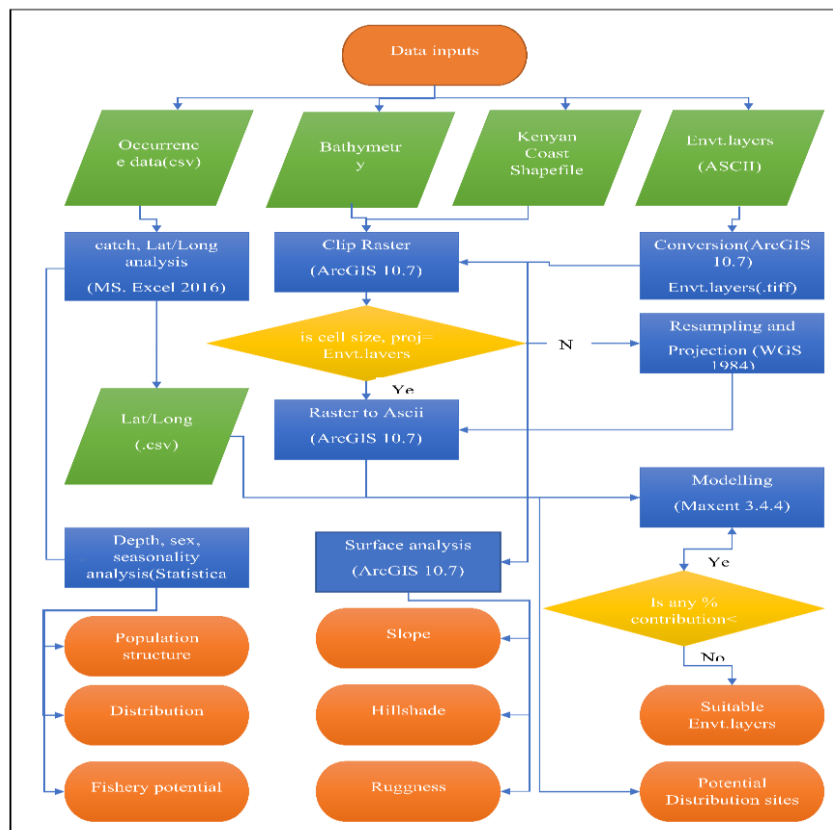 Data inputs
Occurrenc
e data(csv)
Bathymetr
y
Kenyan
Coast
Shapefile
Envt.layers
(ASCII)
catch, Lat/Long
analysis
(MS. Excel 2016)
Clip Raster
(ArcGIS 10.7)
Conversion(ArcGIS
10.7)
Envt.layers(.tiff)
is cell size, proj=
Envt.layers
N
Resampling and
Projection (WGS
1984)
Ye
Lat/Long
(.csv)
Raster to Ascii
(ArcGIS 10.7)
Modelling
(Maxent 3.4.4)
Depth, sex,
seasonality
analysis(Statistica
Surface analysis
(ArcGIS 10.7)
Ye
Is any %
contribution<
No
Population
structure
Slope
Distribution
Hillshade
Suitable
Envt.layers
Fishery potential
Ruggness
Potential
Distribution sites